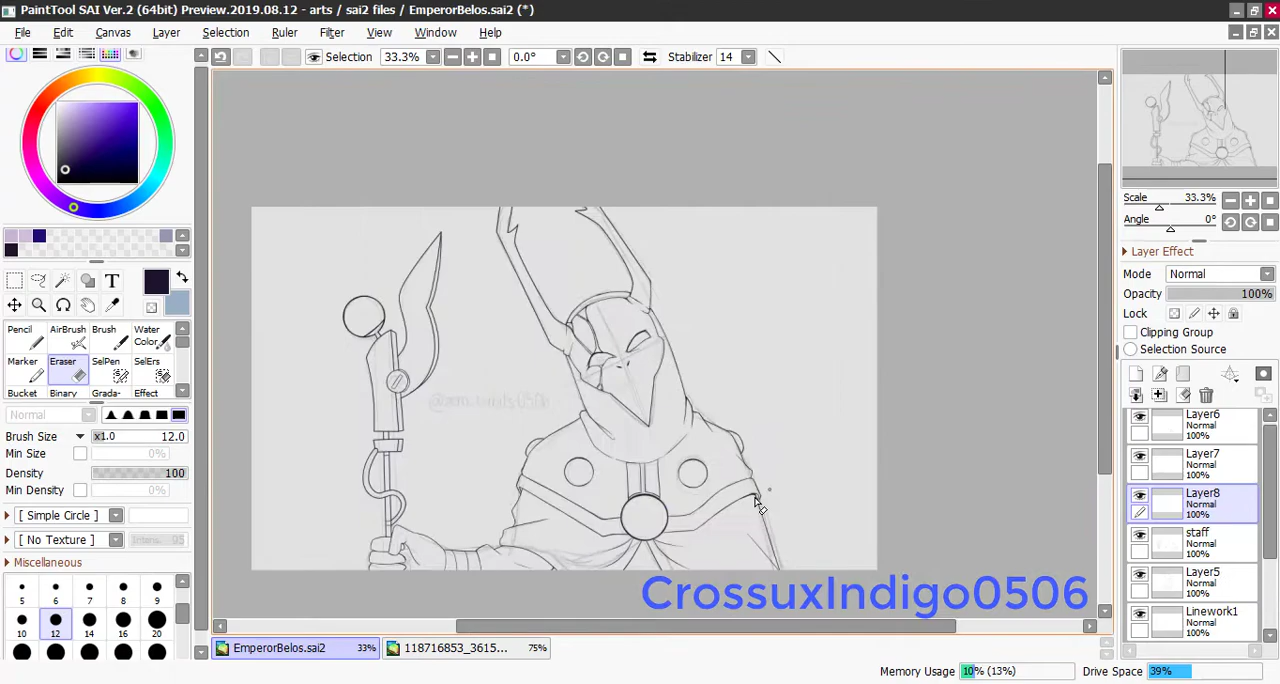 PaintTool SAI Ver.2 (64bit) Preview.2019.08.12 - arts / sai2 files / EmperorBelos.sai2 (*)
File Edit Canvas Layer Selection Ruler Filter View Window Help
Selection 33.3% 0.0° Stabilizer 14
Scale 33.3%
Angle 0°
Layer Effect
Mode Normal
Opacity 100%
Lock
Clipping Group
Selection Source
T
Pencil AirBrush Brush Water Color
Marker Eraser SelPen SelErs
Bucket Binary Grada- Effect
Normal
Brush Size x1.0 12.0
0%
Density 100
Min Density 0%
[ Simple Circle ]
[ No Texture ] 95
Miscellaneous
5 6 7 8 9
10 12 14 16 20
Layer6
Normal
100%
Layer7
Normal
100%
Layer8
Normal
100%
staff
Normal
100%
Layer5
Normal
100%
Linework1
Normal
100%
CrossuxIndigo0506
EmperorBelos.sai2 33% 118716853_3615... 75%
Memory Usage 10% (13%) Drive Space 39%